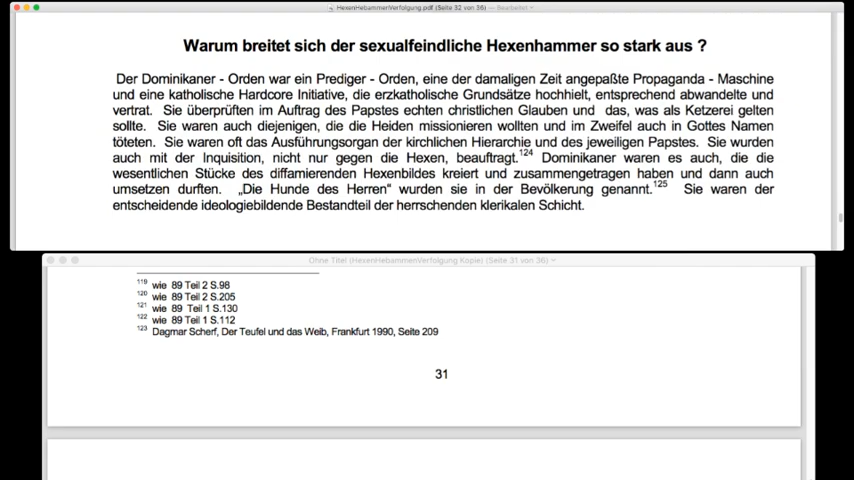 HexenHebammenVerfolgung.pdf (Seite 32 von 36) — Bearbeitet
Warum breitet sich der sexualfeindliche Hexenhammer so stark aus ?
Der Dominikaner - Orden war ein Prediger - Orden, eine der damaligen Zeit angepaßte Propaganda - Maschine
und eine katholische Hardcore Initiative, die erzkatholische Grundsätze hochhielt, entsprechend abwandelte und
vertrat. Sie überprüften im Auftrag des Papstes echten christlichen Glauben und das, was als Ketzerei gelten
sollte. Sie waren auch diejenigen, die die Heiden missionieren wollten und im Zweifel auch in Gottes Namen
töteten. Sie waren oft das Ausführungsorgan der kirchlichen Hierarchie und des jeweiligen Papstes. Sie wurden
auch mit der Inquisition, nicht nur gegen die Hexen, beauftragt.124 Dominikaner waren es auch, die die
wesentlichen Stücke des diffamierenden Hexenbildes kreiert und zusammengetragen haben und dann auch
umsetzen durften. „Die Hunde des Herren“ wurden sie in der Bevölkerung genannt.125 Sie waren der
entscheidende ideologiebildende Bestandteil der herrschenden klerikalen Schicht.
Ohne Titel (HexenHebammenVerfolgung Kopie) (Seite 31 von 36)
119 wie 89 Teil 2 S.98
120 wie 89 Teil 2 S.205
121 wie 89 Teil 1 S.130
122 wie 89 Teil 1 S.112
123 Dagmar Scherf, Der Teufel und das Weib, Frankfurt 1990, Seite 209
31